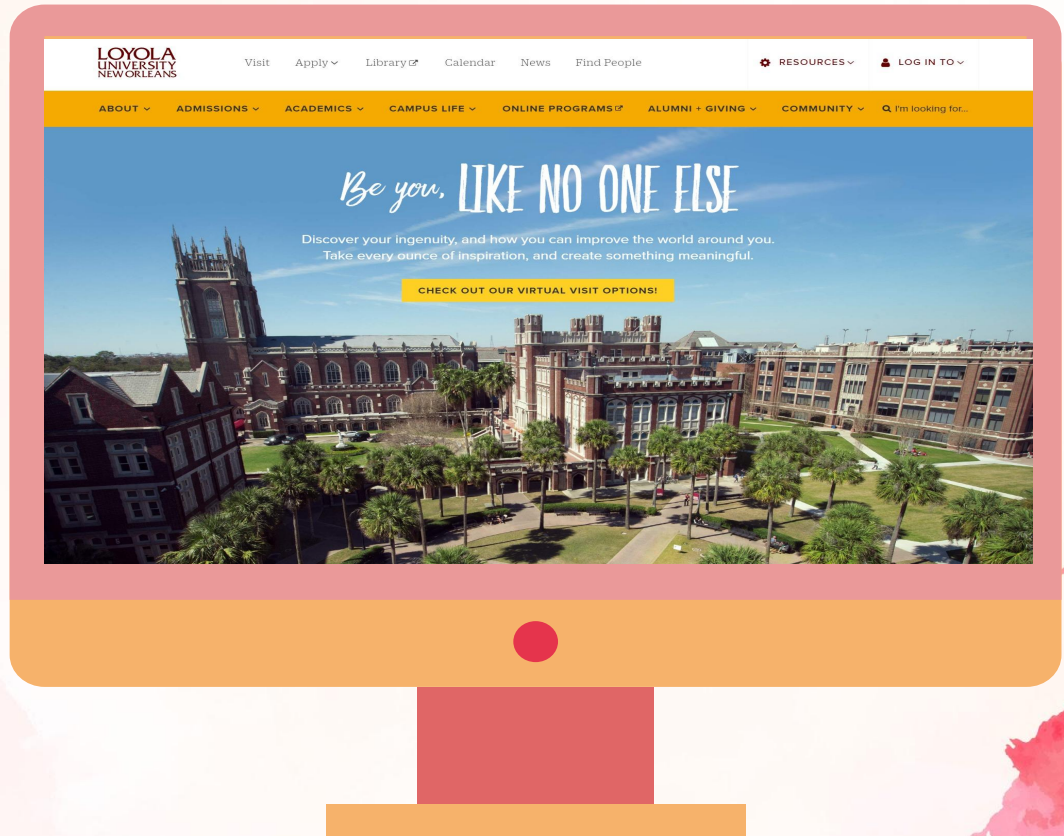 LOYOLA
UNIVERSITY
NEW ORLEANS
Visit Apply Library Calendar News Find People
RESOURCES LOG IN TO
ABOUT ADMISSIONS ACADEMICS CAMPUS LIFE ONLINE PROGRAMS ALUMNI + GIVING COMMUNITY I'm looking for...
Be you, LIKE NO ONE ELSE
Discover your ingenuity, and how you can improve the world around you.
Take every ounce of inspiration, and create something meaningful.
CHECK OUT OUR VIRTUAL VISIT OPTIONS!